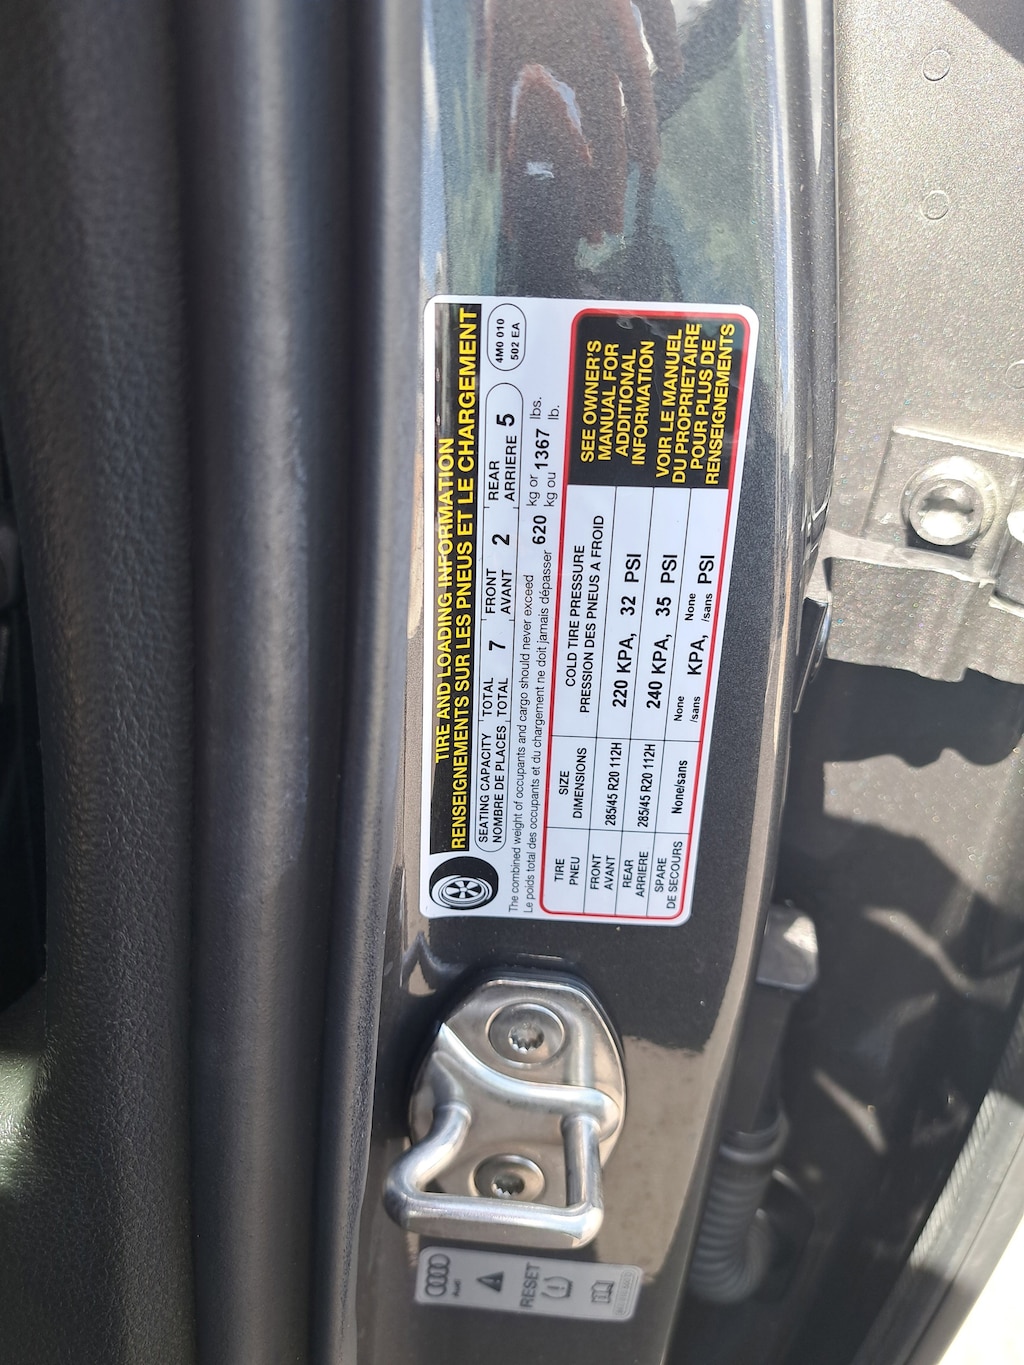 TIRE AND LOADING INFORMATION
RENSEIGNEMENTS SUR LES PNEUS ET LE CHARGEMENT
SEATING CAPACITY TOTAL 7 FRONT 2 REAR 5
NOMBRE DE PLACES TOTAL AVANT ARRIERE
4M0 010
502 EA
The combined weight of occupants and cargo should never exceed 620 kg or 1367 lbs.
Le poids total des occupants et du chargement ne doit jamais dépasser kg ou lb.
TIRE SIZE COLD TIRE PRESSURE
PNEU DIMENSIONS PRESSION DES PNEUS A FROID
FRONT
AVANT 285/45 R20 112H 220 KPA, 32 PSI
REAR
ARRIERE 285/45 R20 112H 240 KPA, 35 PSI
SPARE None None
DE SECOURS None/sans /sans KPA, /sans PSI
SEE OWNER'S
MANUAL FOR
ADDITIONAL
INFORMATION
VOIR LE MANUEL
DU PROPRIETAIRE
POUR PLUS DE
RENSEIGNEMENTS
Audi
RESET